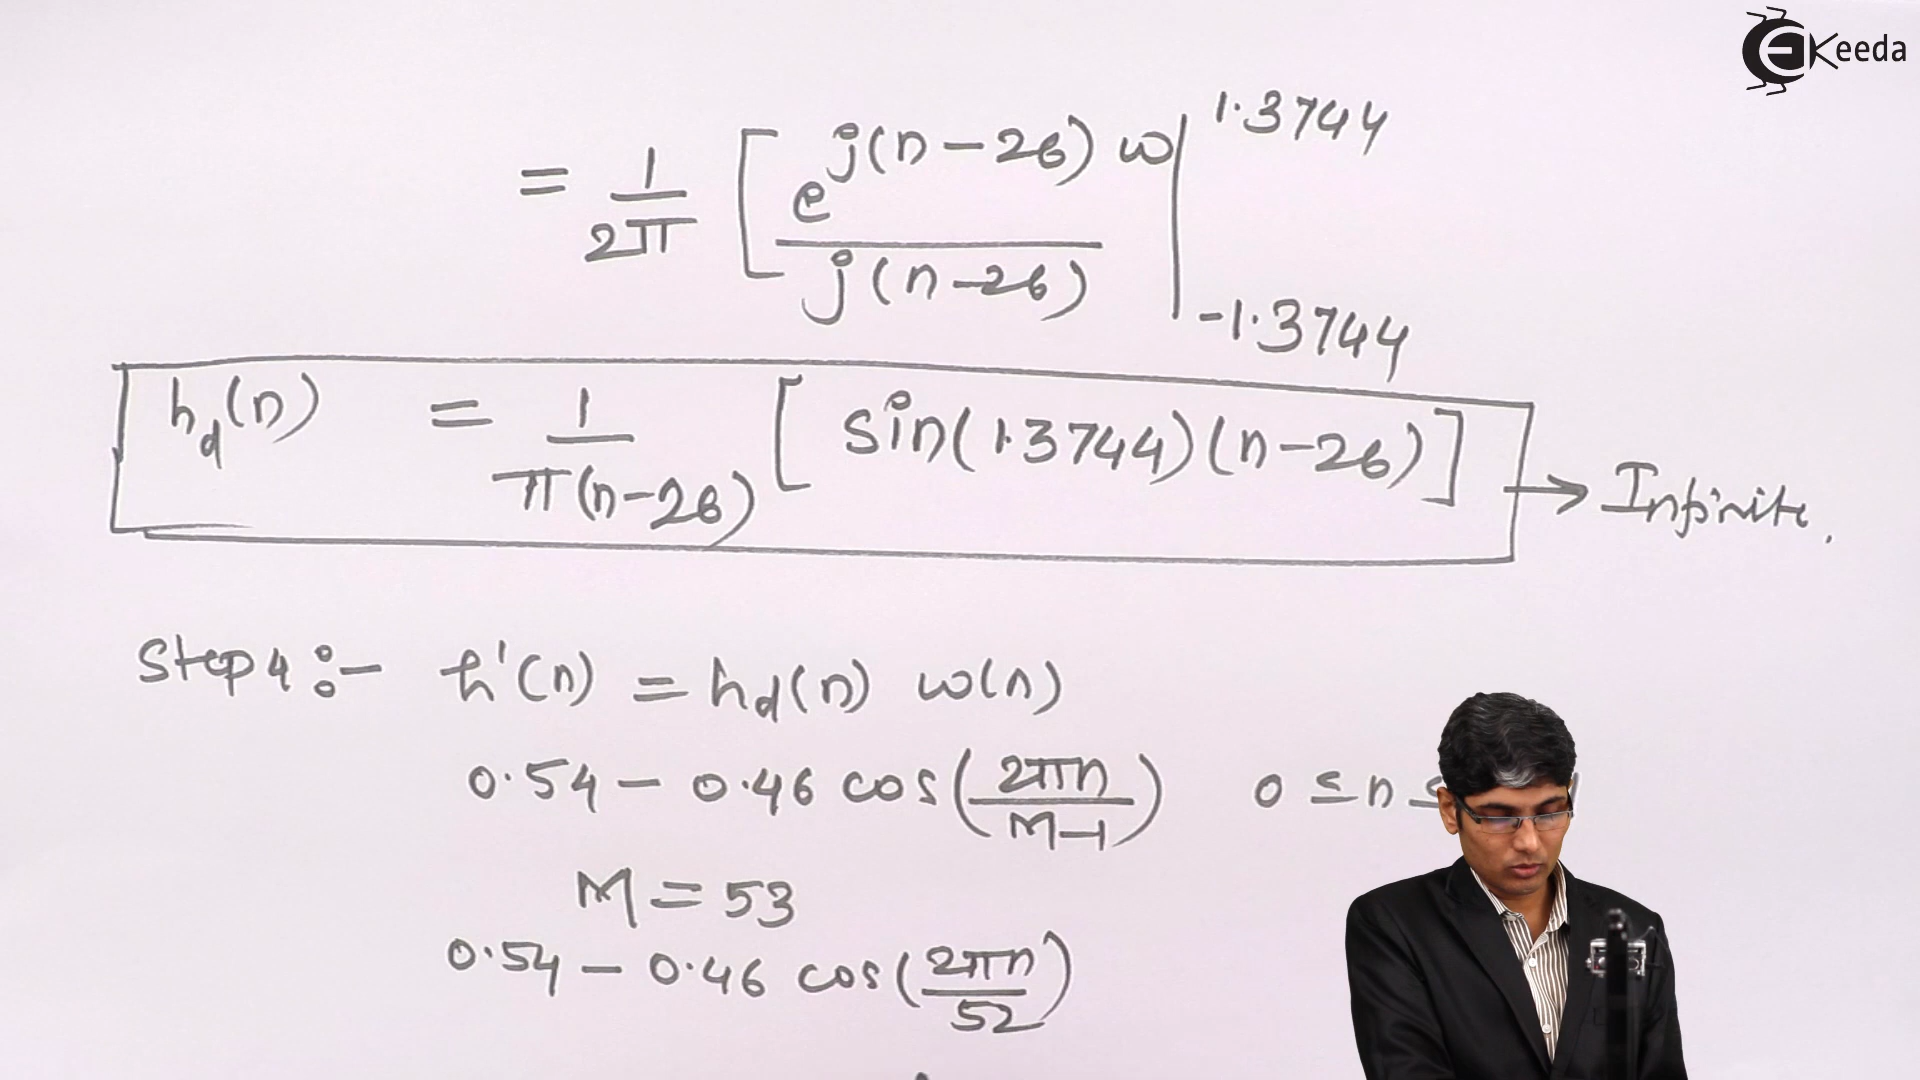 EKeeda
= 1/2π [ e^j(n-26)ω / j(n-26) | 1.3744
-1.3744
h_d(n) = 1/π(n-26) [ sin(1.3744)(n-26) ] → Infinite.
Step 4 :- h'(n) = h_d(n) ω(n)
0.54 - 0.46 cos(2πn/M-1) 0 ≤ n ≤
M = 53
0.54 - 0.46 cos(2πn/52)